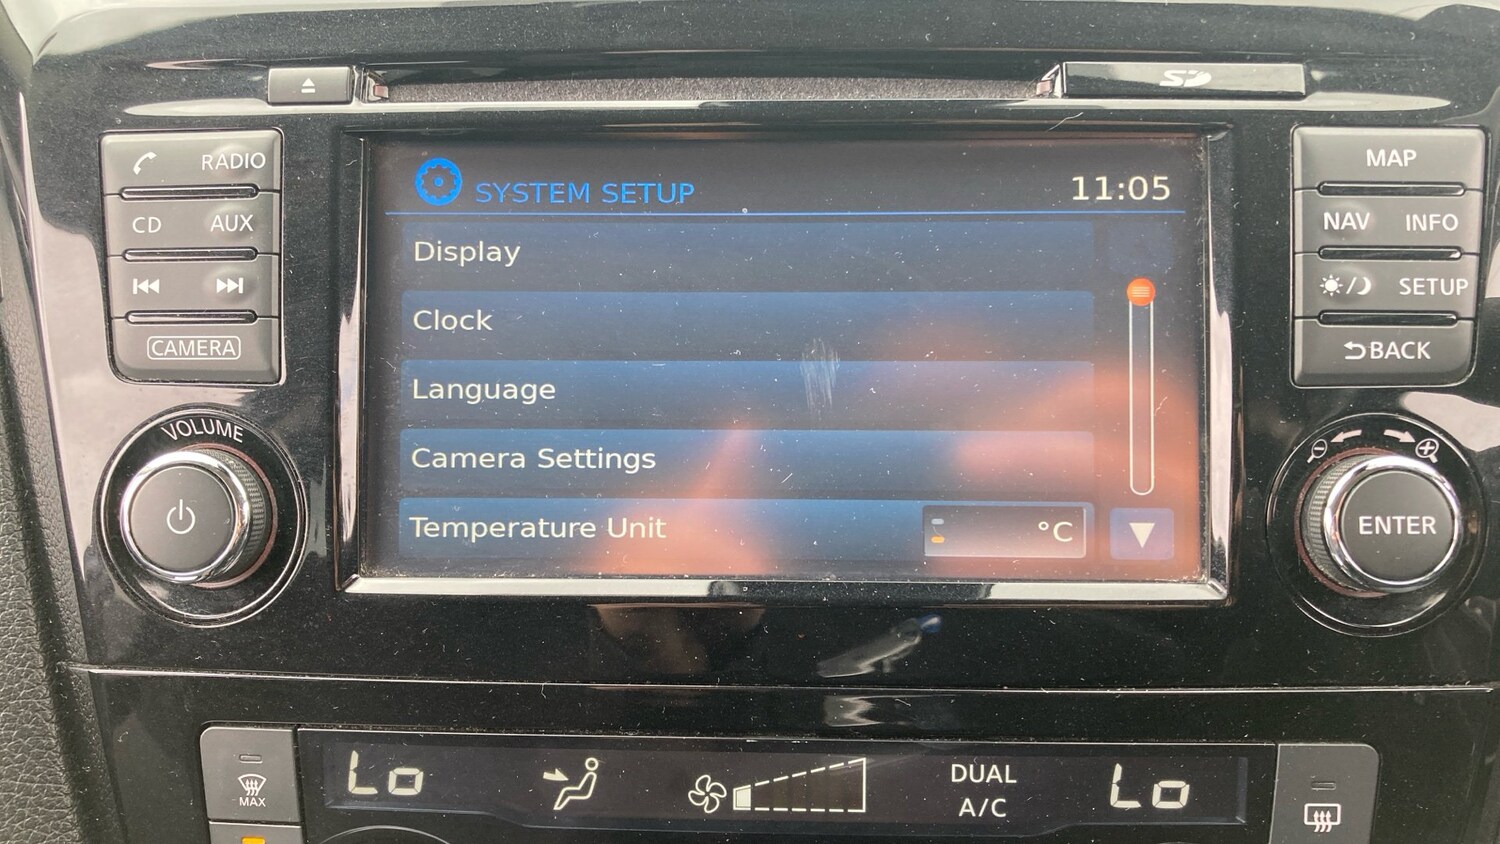 SD
RADIO
CD AUX
CAMERA
VOLUME
SYSTEM SETUP 11:05
Display
Clock
Language
Camera Settings
Temperature Unit °C
MAP
NAV INFO
SETUP
BACK
ENTER
MAX
Lo
DUAL
A/C
Lo